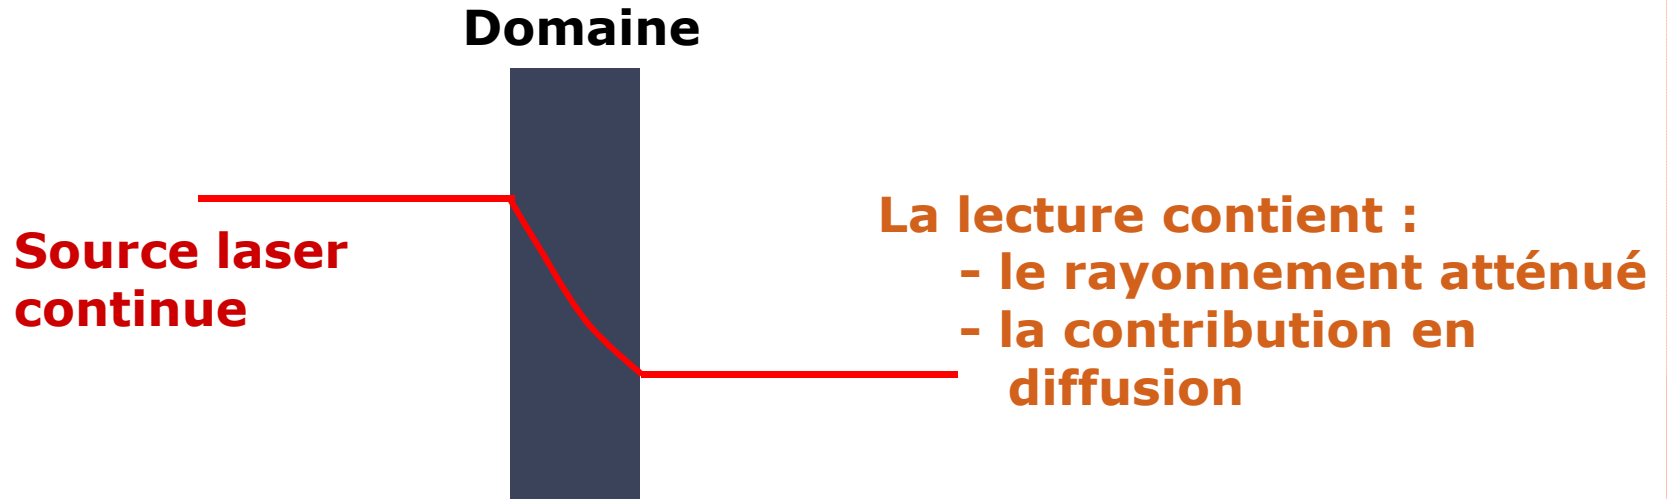 Domaine
Source laser
continue
La lecture contient :
- le rayonnement atténué
- la contribution en
diffusion